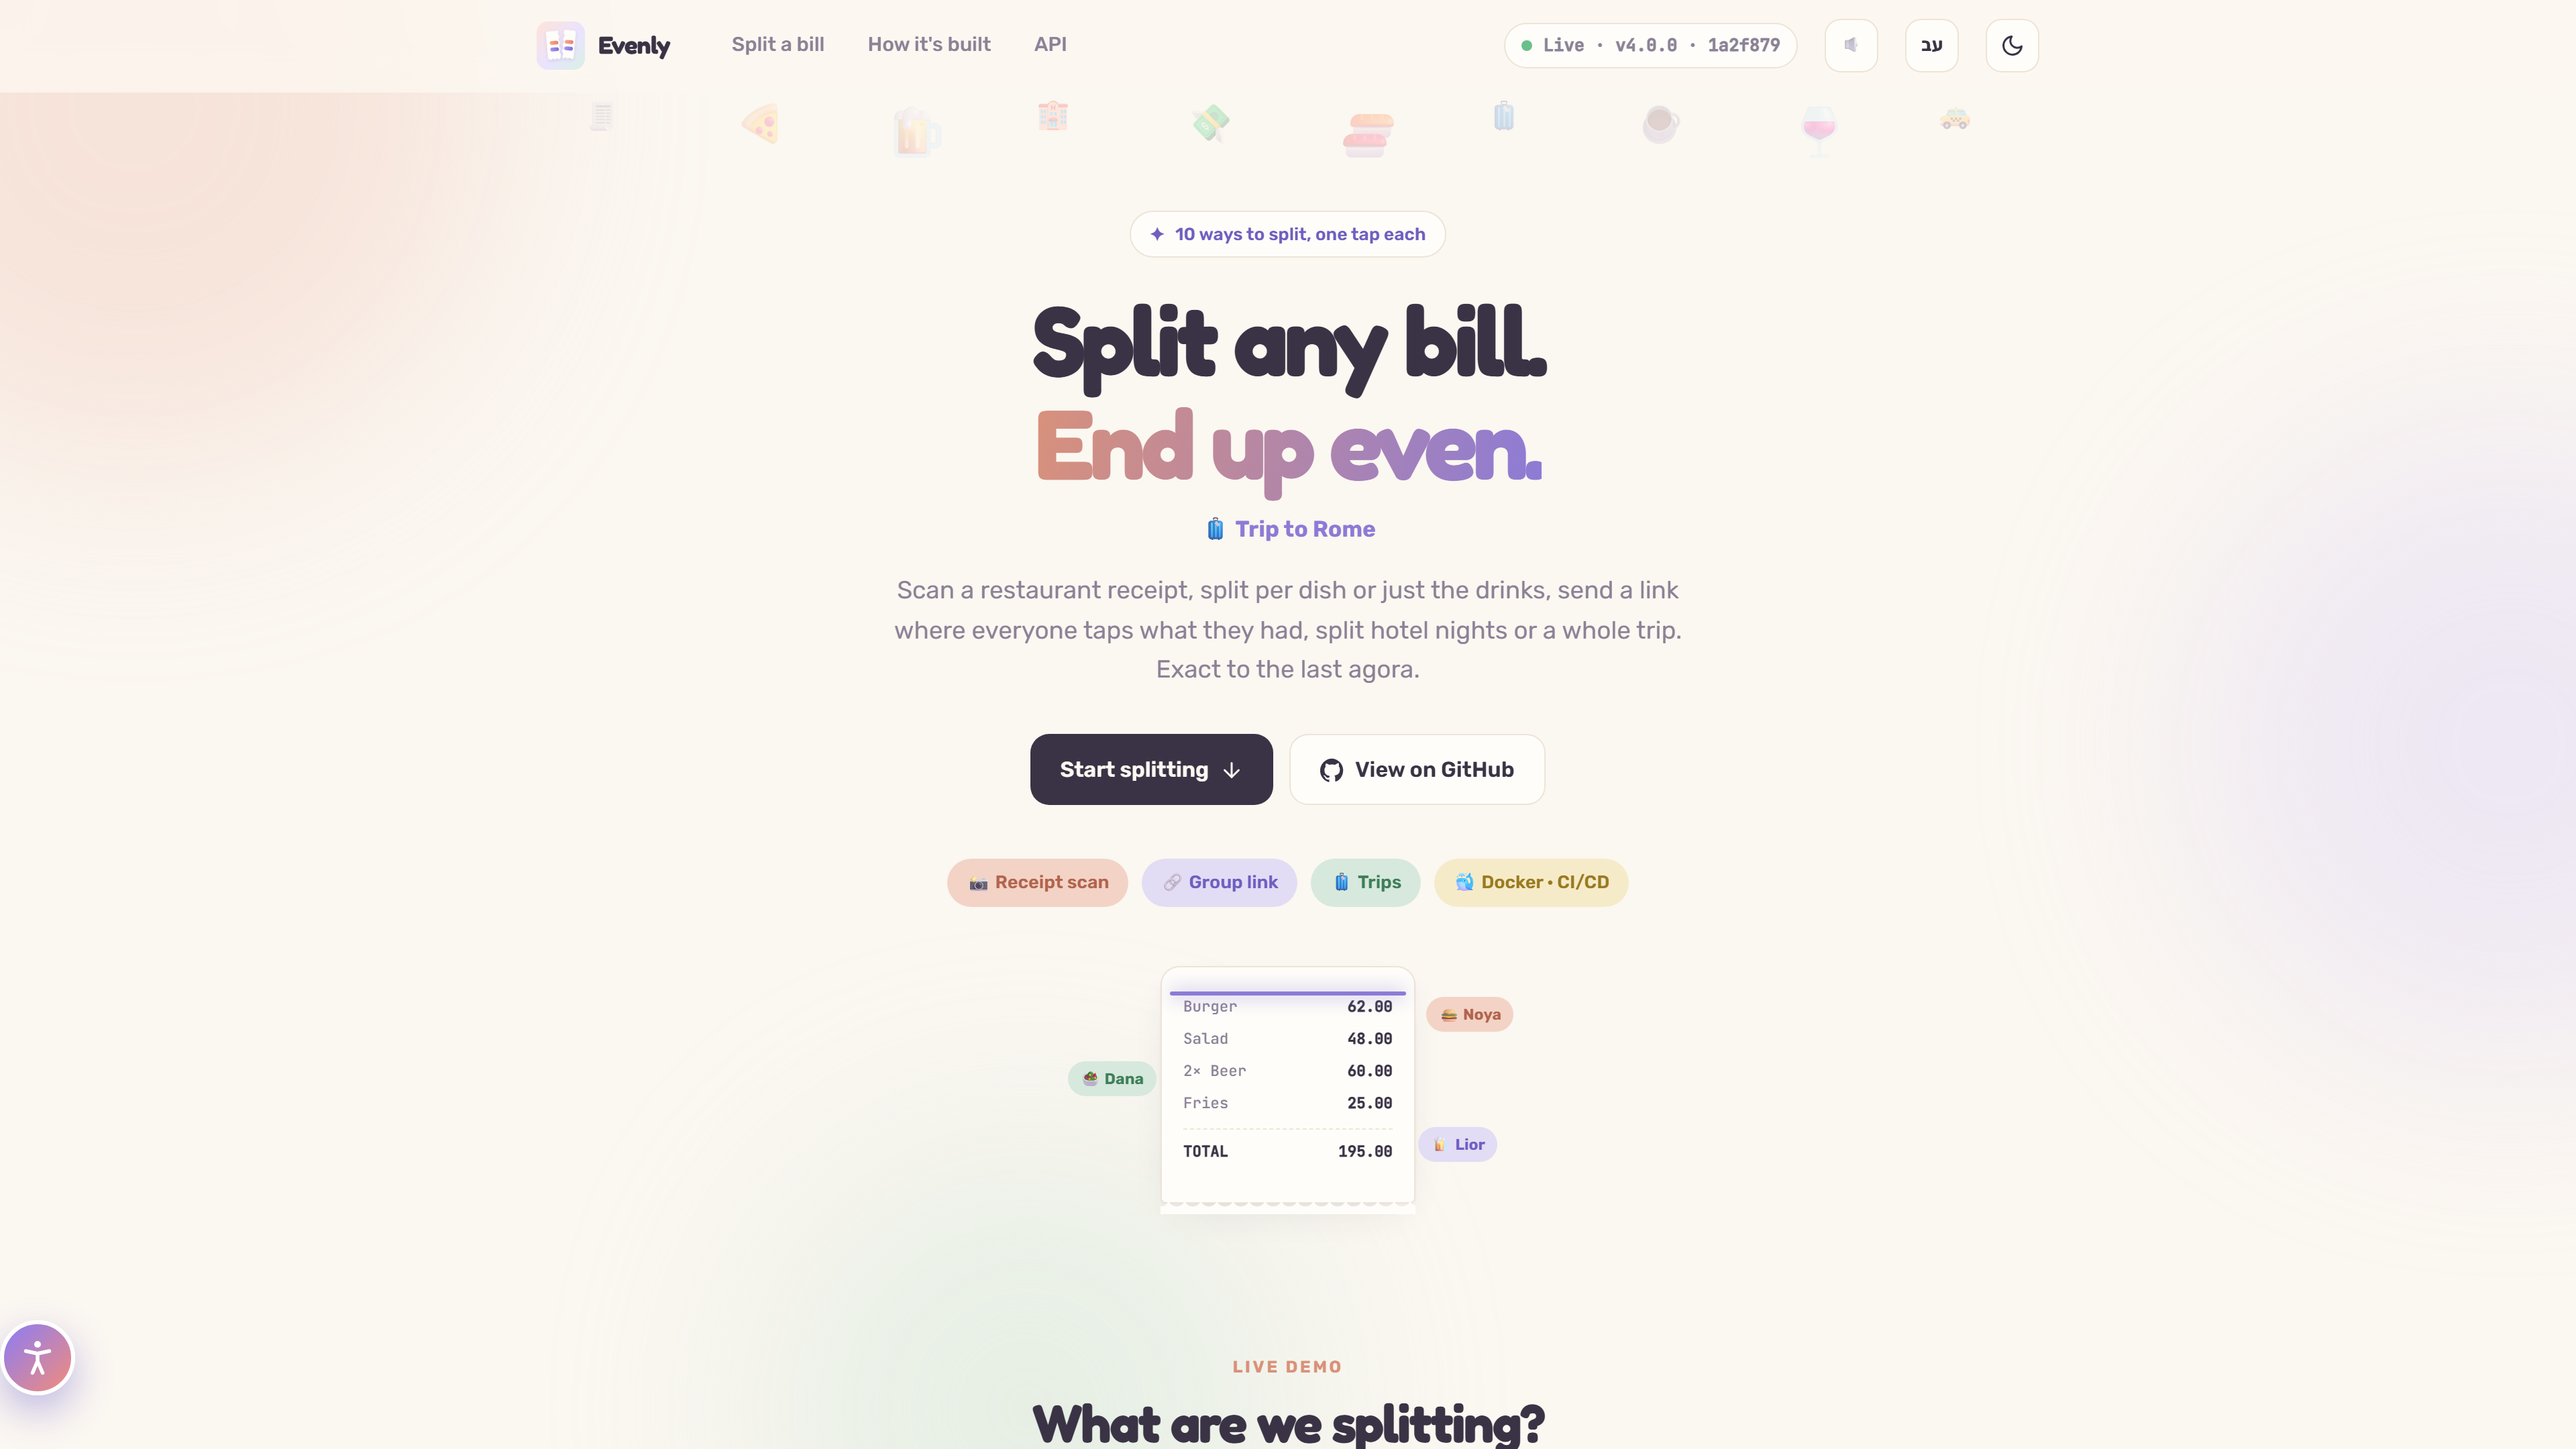 Evenly
Split a bill
How it's built
API
Live · v4.0.0 · 1a2f879
עב
✦ 10 ways to split, one tap each
Split any bill.
End up even.
Trip to Rome
Scan a restaurant receipt, split per dish or just the drinks, send a link
where everyone taps what they had, split hotel nights or a whole trip.
Exact to the last agora.
Start splitting ↓
View on GitHub
Receipt scan
Group link
Trips
Docker • CI/CD
Burger 62.00
Noya
Salad 48.00
2× Beer 60.00
Dana
Fries 25.00
TOTAL 195.00
Lior
LIVE DEMO
What are we splitting?